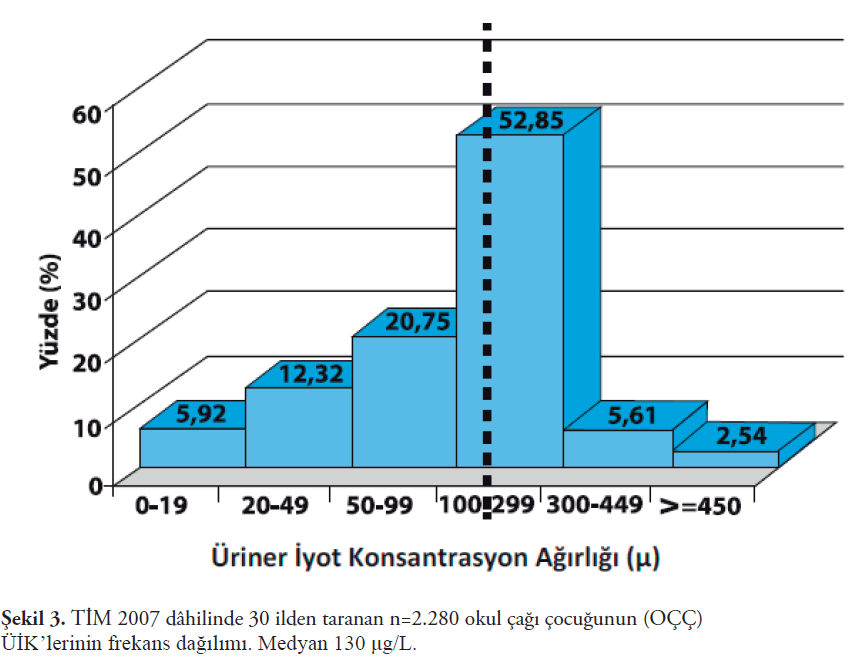 60
50
40
30
20
10
0
Yüzde (%)
5,92
12,32
20,75
52,85
5,61
2,54
0-19 20-49 50-99 100-299 300-449 >=450
Üriner İyot Konsantrasyon Ağırlığı (μ)
Şekil 3. TİM 2007 dâhilinde 30 ilden taranan n=2.280 okul çağı çocuğunun (OÇÇ)
ÜİK’lerinin frekans dağılımı. Medyan 130 μg/L.